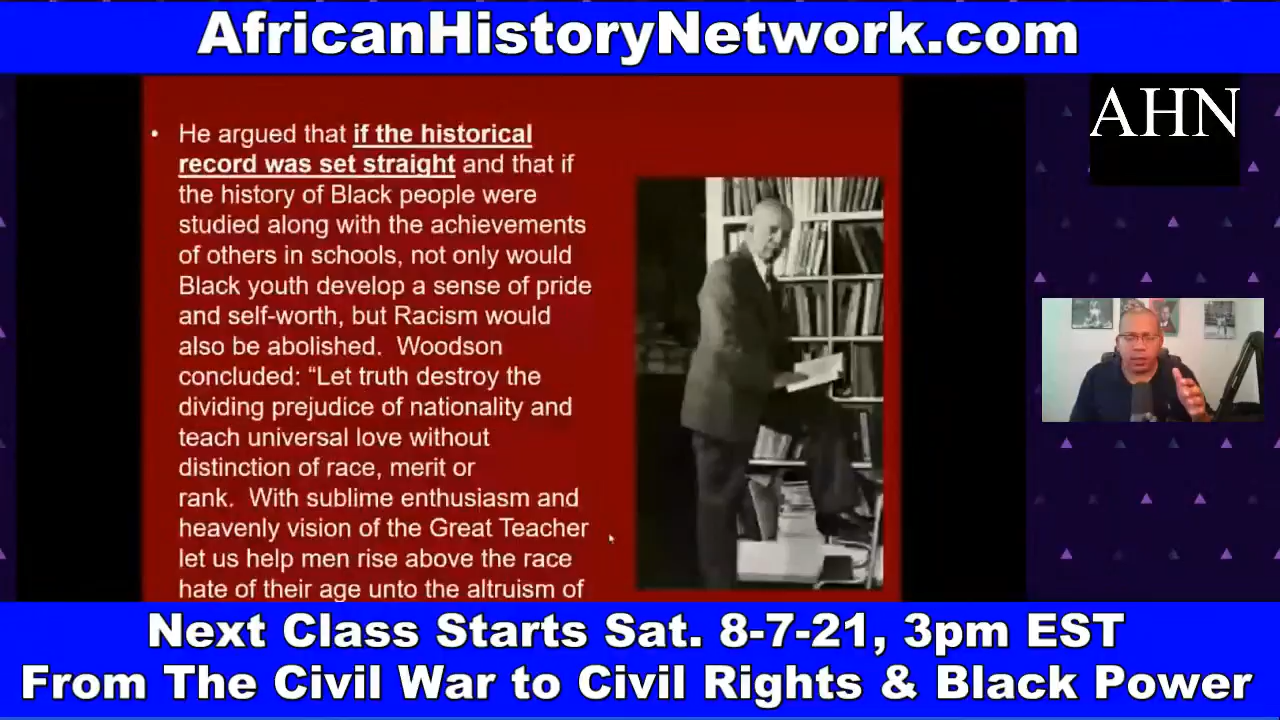 AfricanHistoryNetwork.com
AHN
• He argued that if the historical
record was set straight and that if
the history of Black people were
studied along with the achievements
of others in schools, not only would
Black youth develop a sense of pride
and self-worth, but Racism would
also be abolished.  Woodson
concluded: “Let truth destroy the
dividing prejudice of nationality and
teach universal love without
distinction of race, merit or
rank.  With sublime enthusiasm and
heavenly vision of the Great Teacher
let us help men rise above the race
hate of their age unto the altruism of
Next Class Starts Sat. 8-7-21, 3pm EST
From The Civil War to Civil Rights & Black Power